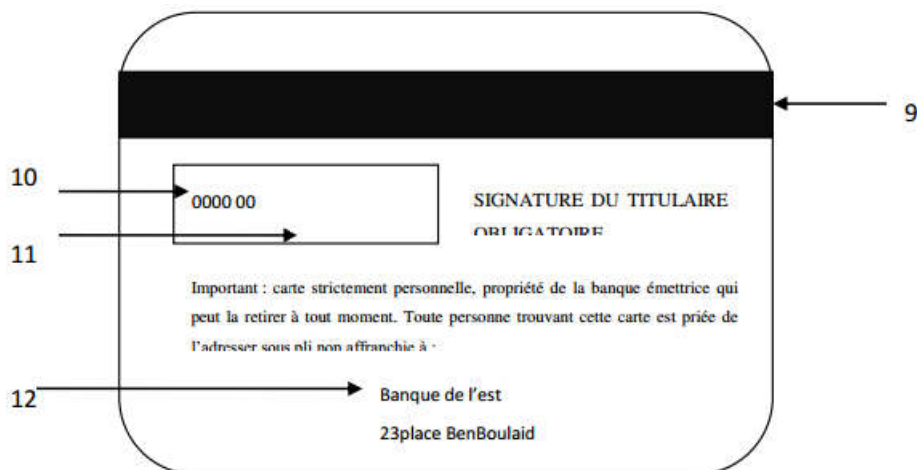 9
10
0000 00
SIGNATURE DU TITULAIRE
OBLIGATOIRE
11
Important : carte strictement personnelle, propriété de la banque émettrice qui
peut la retirer à tout moment. Toute personne trouvant cette carte est priée de
l'adresser sous pli non affranchie à :
12
Banque de l'est
23place BenBoulaid